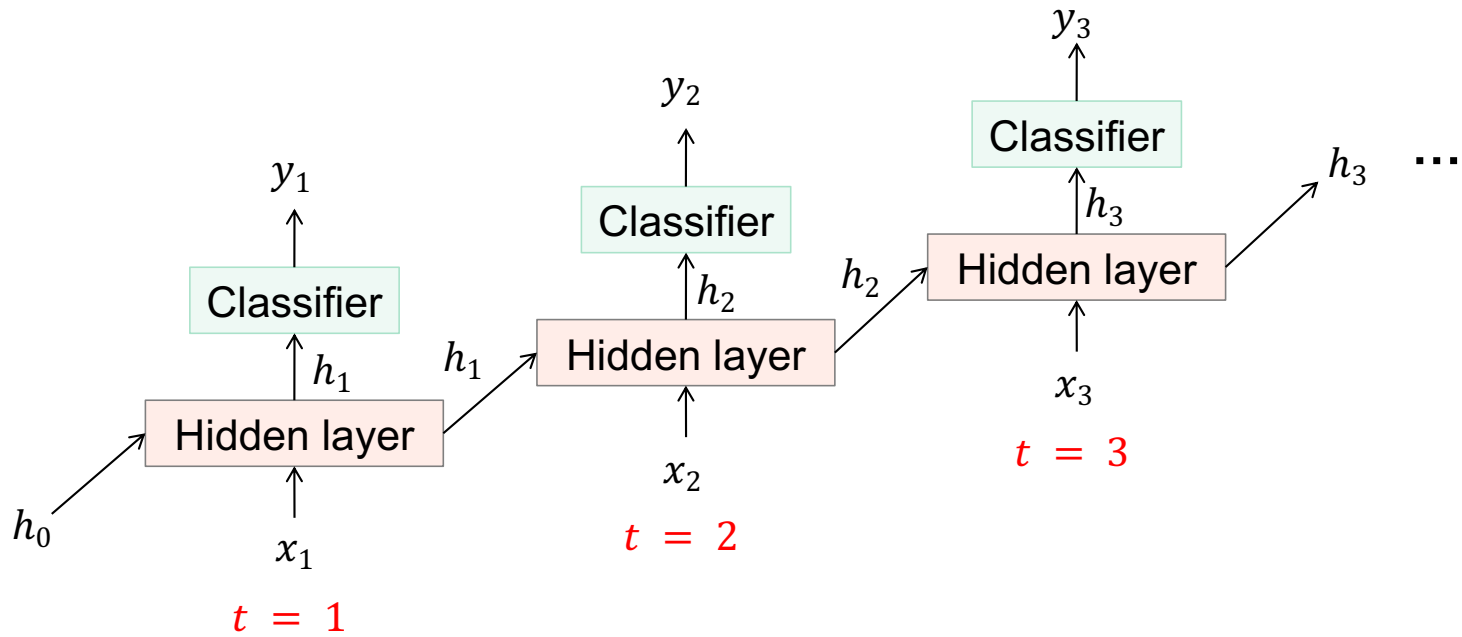 y₁
Classifier
h₁
Hidden layer
h₀
x₁
t = 1
h₁
y₂
Classifier
h₂
Hidden layer
x₂
t = 2
h₂
y₃
Classifier
h₃
Hidden layer
x₃
t = 3
h₃
...